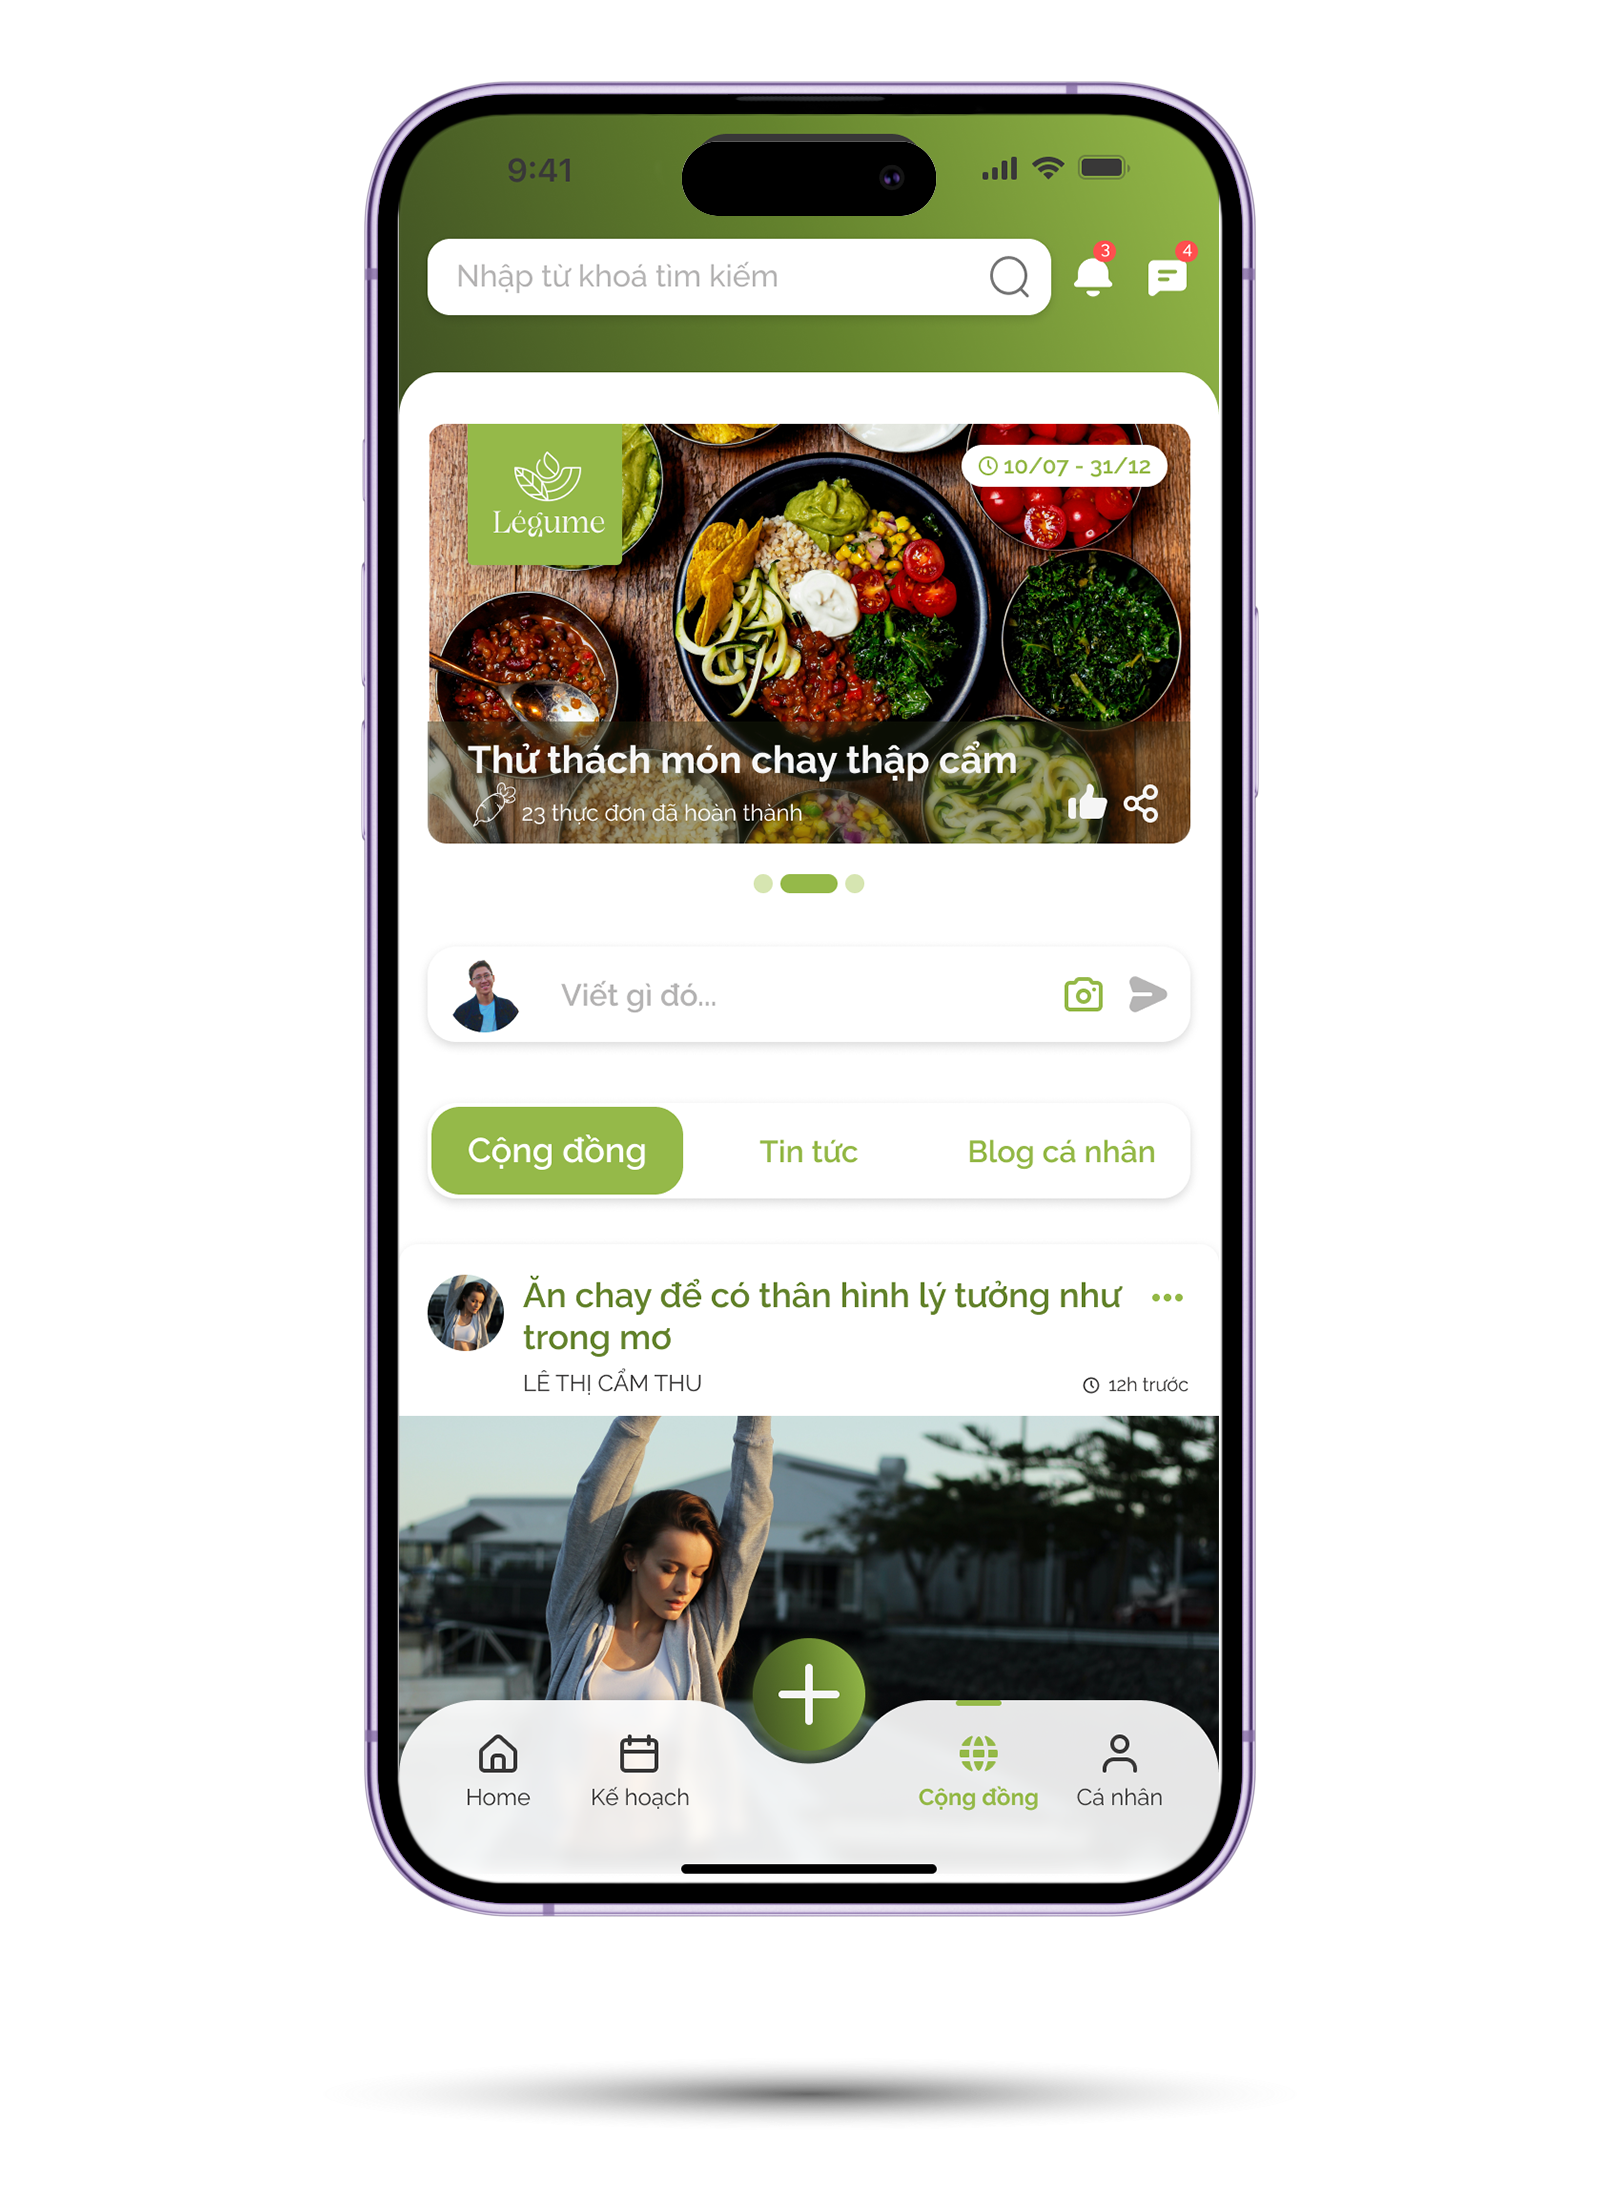 9:41
Nhập từ khoá tìm kiếm
3
4
Légume
10/07 - 31/12
Thử thách món chay thập cẩm
23 thực đơn đã hoàn thành
Viết gì đó...
Cộng đồng
Tin tức
Blog cá nhân
Ăn chay để có thân hình lý tưởng như
trong mơ
LÊ THỊ CẨM THU
12h trước
Home
Kế hoạch
Cộng đồng
Cá nhân